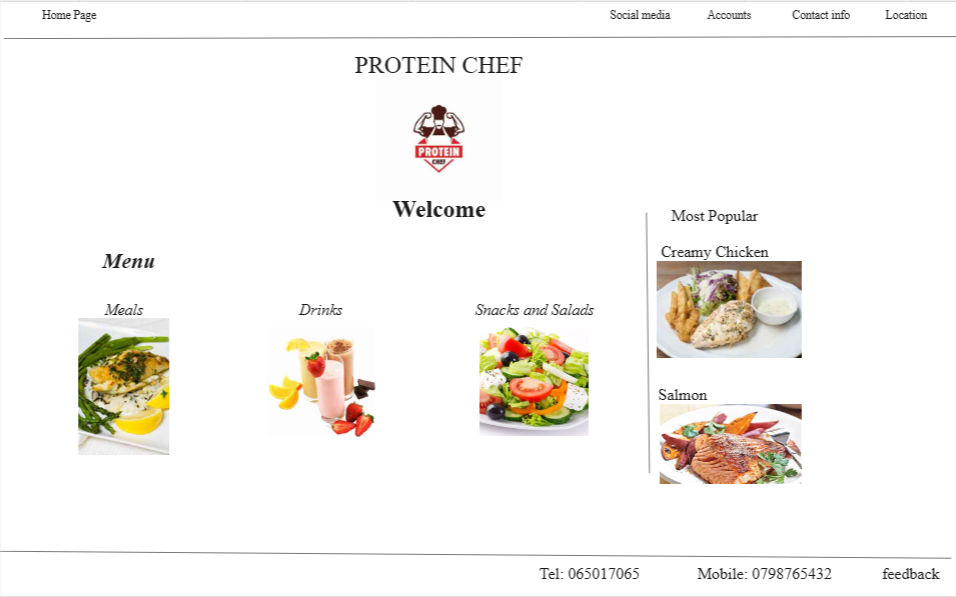 Home Page
Social media
Accounts
Contact info
Location
PROTEIN CHEF
PROTEIN
CHEF
Welcome
Most Popular
Creamy Chicken
Menu
Meals
Drinks
Snacks and Salads
Salmon
Tel: 065017065
Mobile: 0798765432
feedback